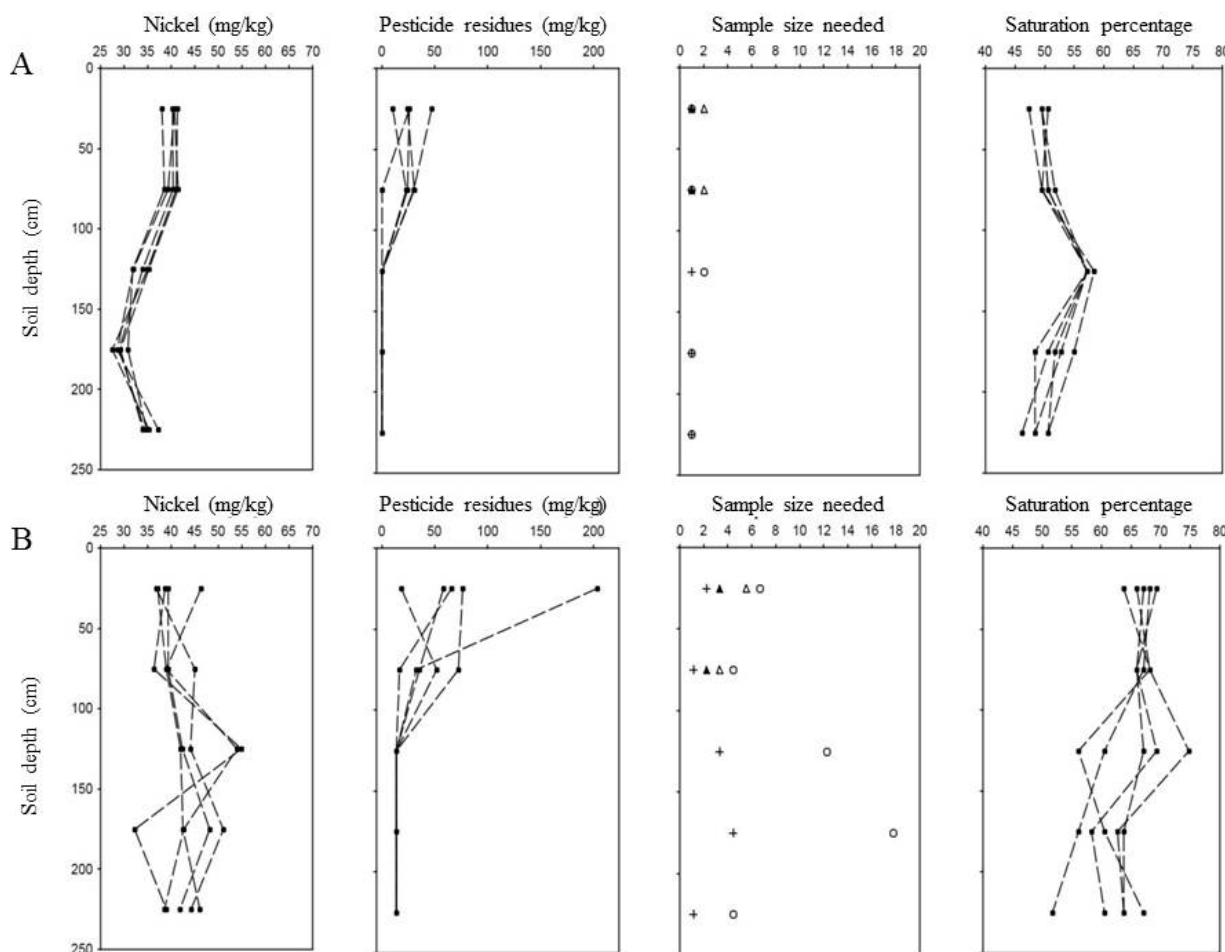 Nickel (mg/kg) Pesticide residues (mg/kg) Sample size needed Saturation percentage
25 30 35 40 45 50 55 60 65 70 0 50 100 150 200 0 2 4 6 8 10 12 14 16 18 20 40 45 50 55 60 65 70 75 80
A
0
50
100
150
200
250
Soil depth (cm)
Nickel (mg/kg) Pesticide residues (mg/kg) Sample size needed Saturation percentage
25 30 35 40 45 50 55 60 65 70 0 50 100 150 200 0 2 4 6 8 10 12 14 16 18 20 40 45 50 55 60 65 70 75 80
B
0
50
100
150
200
250
Soil depth (cm)